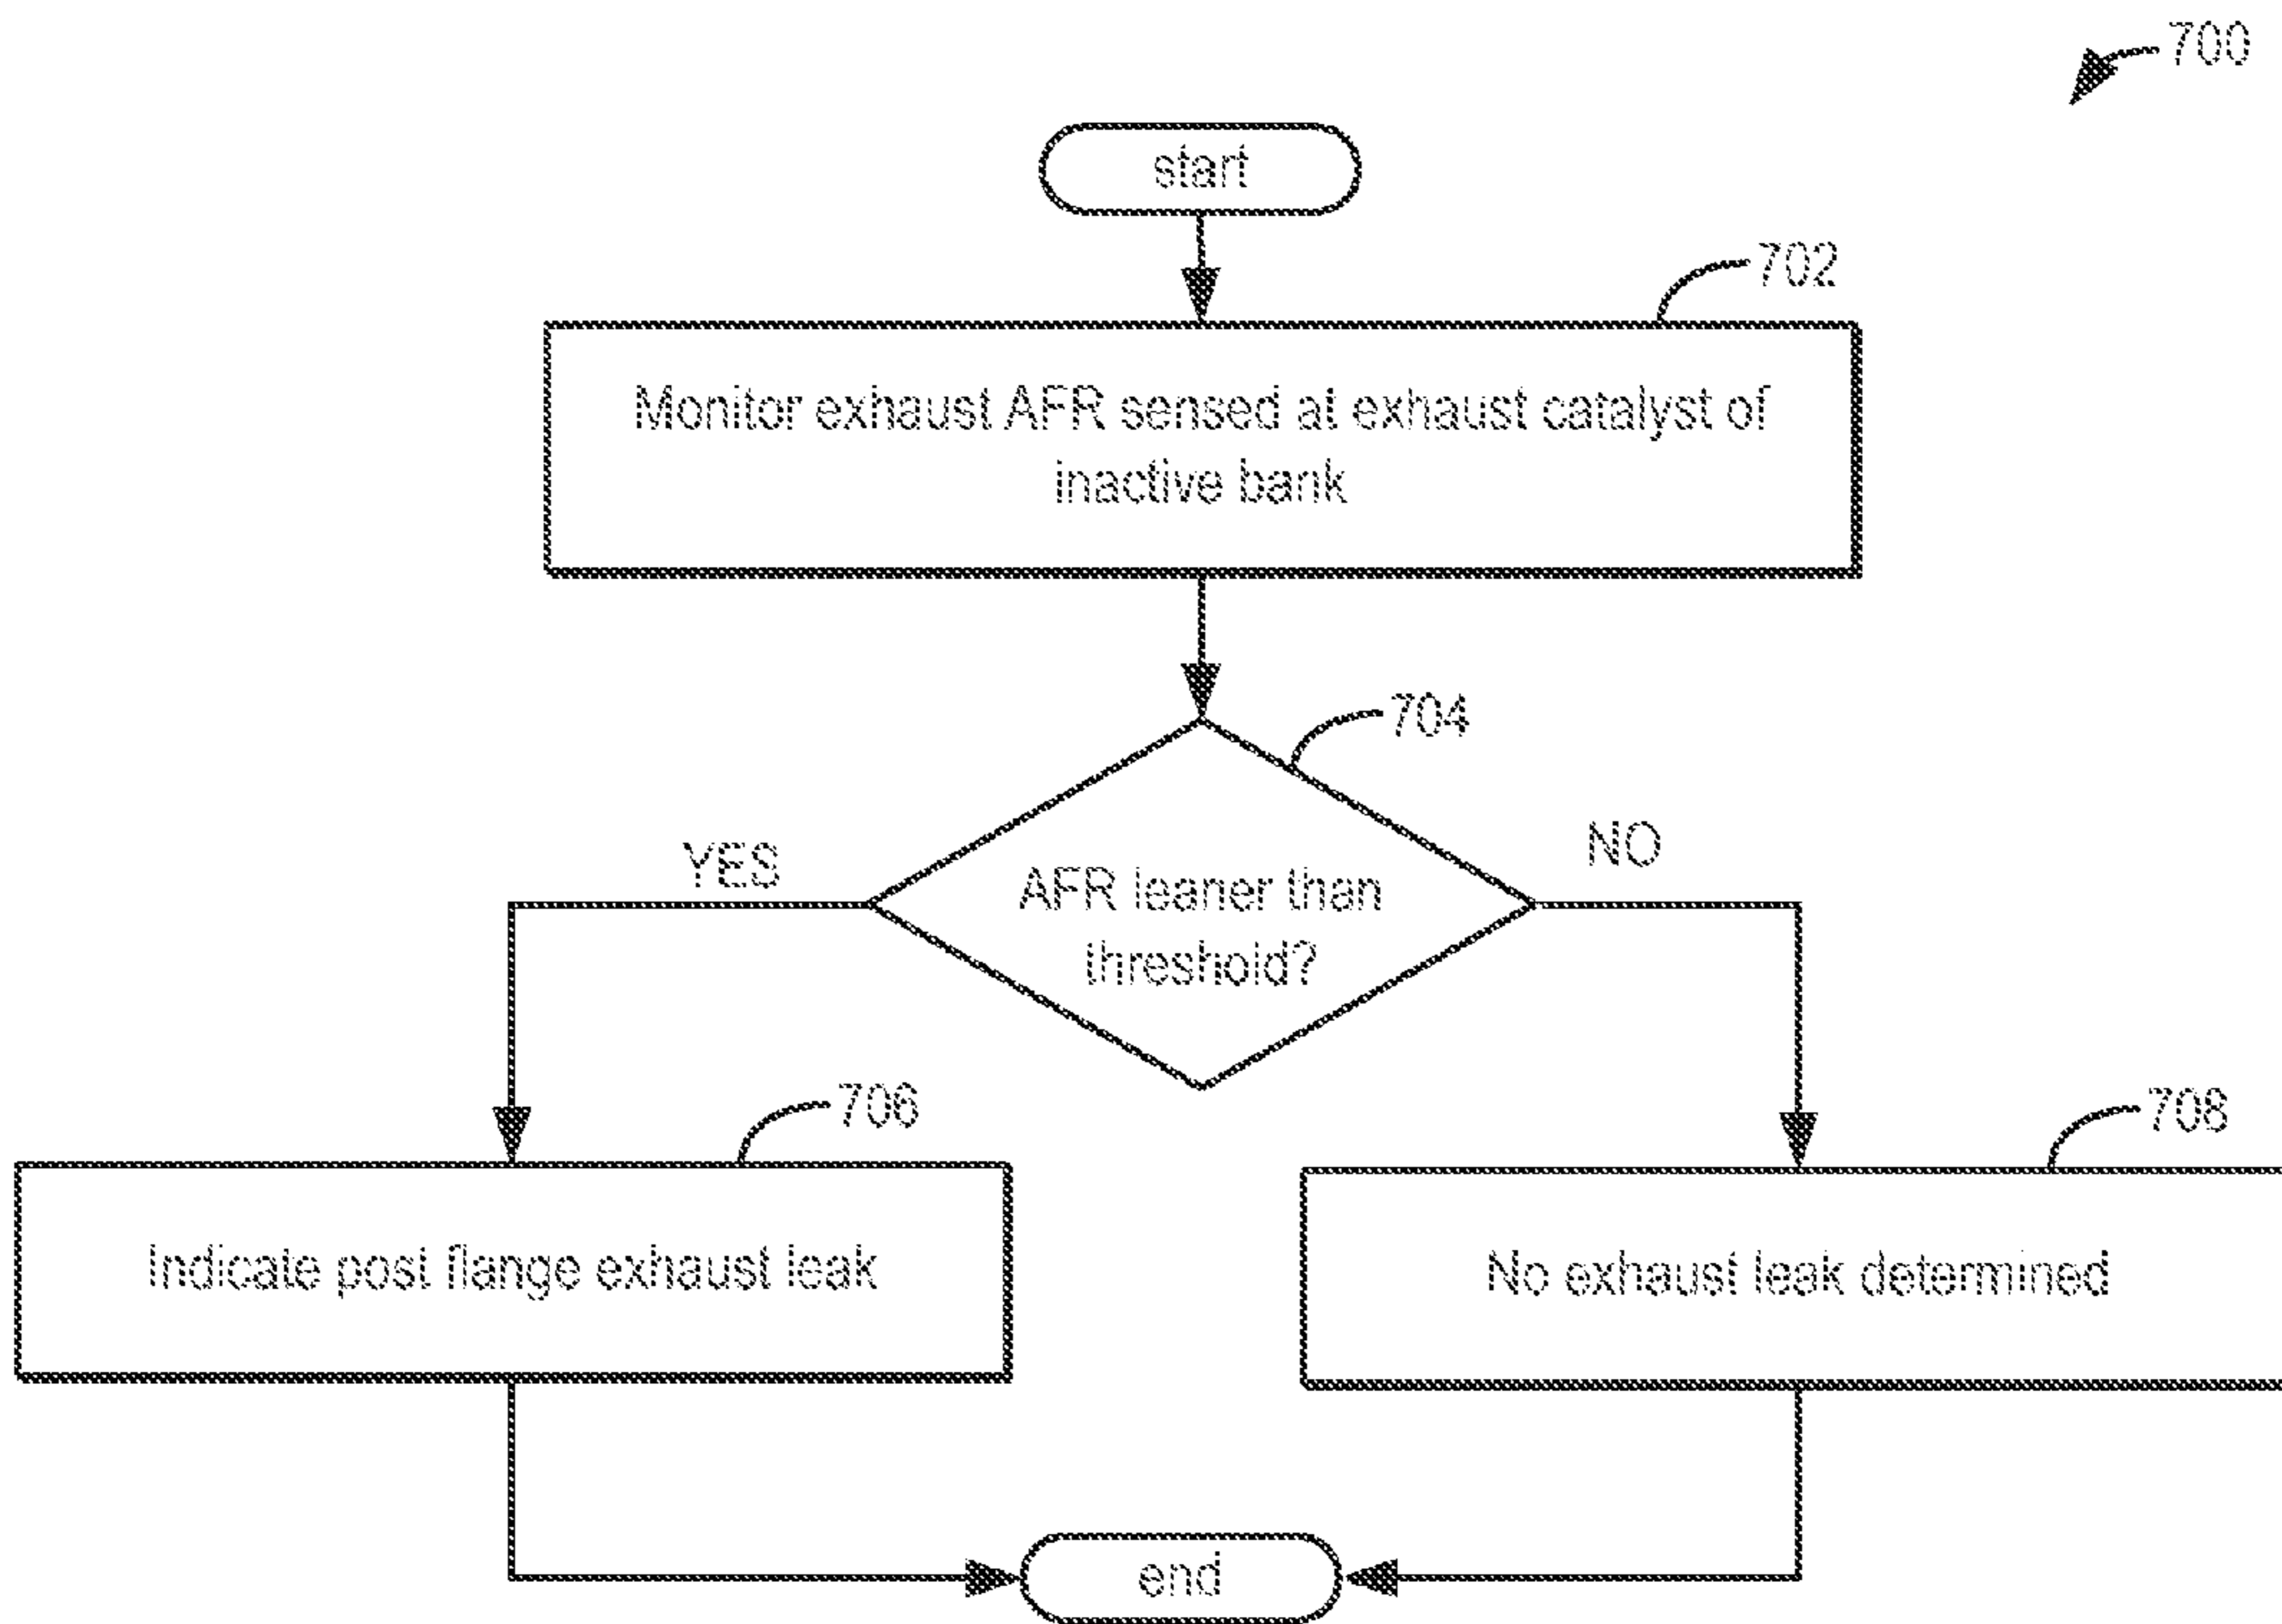 700
start
702
Monitor exhaust AFR sensed at exhaust catalyst of
inactive bank
704
YES
NO
AFR leaner than
threshold?
706
708
Indicate post flange exhaust leak
No exhaust leak determined
end